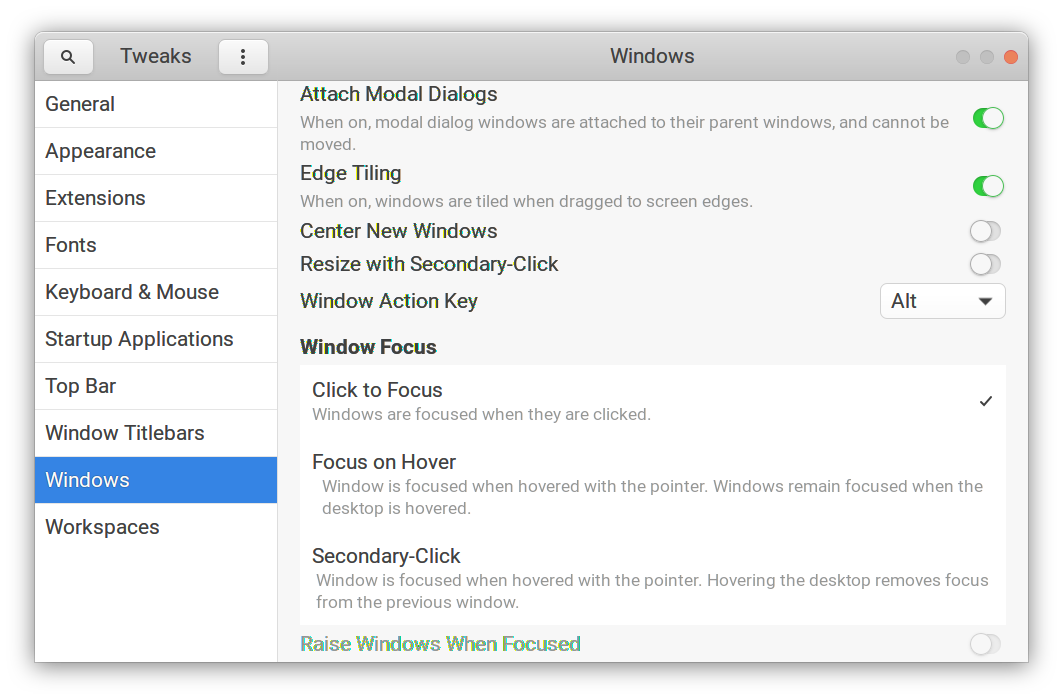 Tweaks
Windows
General
Appearance
Extensions
Fonts
Keyboard & Mouse
Startup Applications
Top Bar
Window Titlebars
Windows
Workspaces
Attach Modal Dialogs
When on, modal dialog windows are attached to their parent windows, and cannot be
moved.
Edge Tiling
When on, windows are tiled when dragged to screen edges.
Center New Windows
Resize with Secondary-Click
Window Action Key
Alt
Window Focus
Click to Focus
Windows are focused when they are clicked.
Focus on Hover
Window is focused when hovered with the pointer. Windows remain focused when the
desktop is hovered.
Secondary-Click
Window is focused when hovered with the pointer. Hovering the desktop removes focus
from the previous window.
Raise Windows When Focused